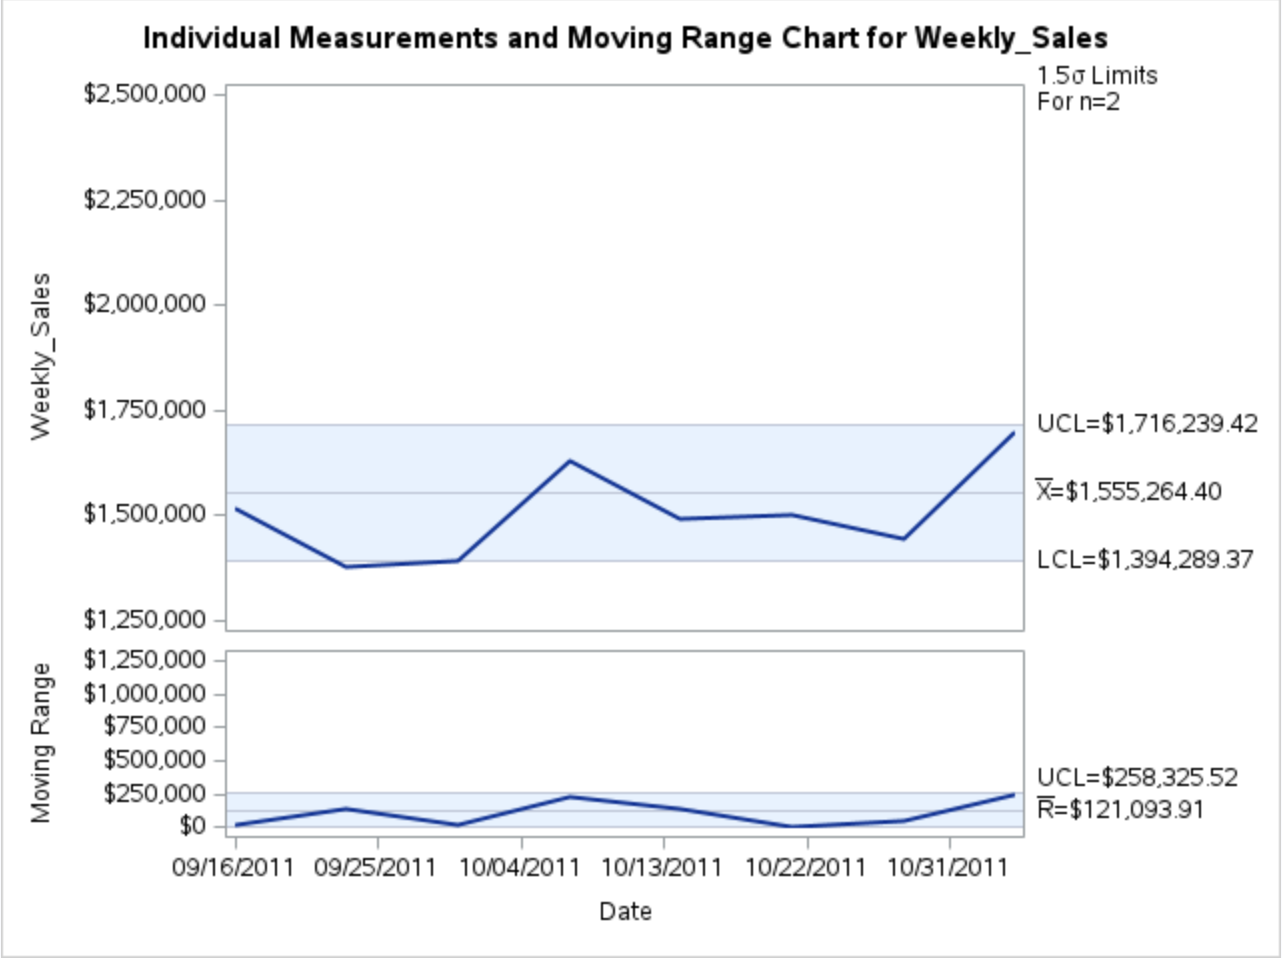 Individual Measurements and Moving Range Chart for Weekly_Sales
1.5σ Limits
For n=2
Weekly_Sales
$2,500,000
$2,250,000
$2,000,000
$1,750,000
$1,500,000
$1,250,000
UCL=$1,716,239.42
X̅=$1,555,264.40
LCL=$1,394,289.37
Moving Range
$1,250,000
$1,000,000
$750,000
$500,000
$250,000
$0
UCL=$258,325.52
R̅=$121,093.91
09/16/2011 09/25/2011 10/04/2011 10/13/2011 10/22/2011 10/31/2011
Date